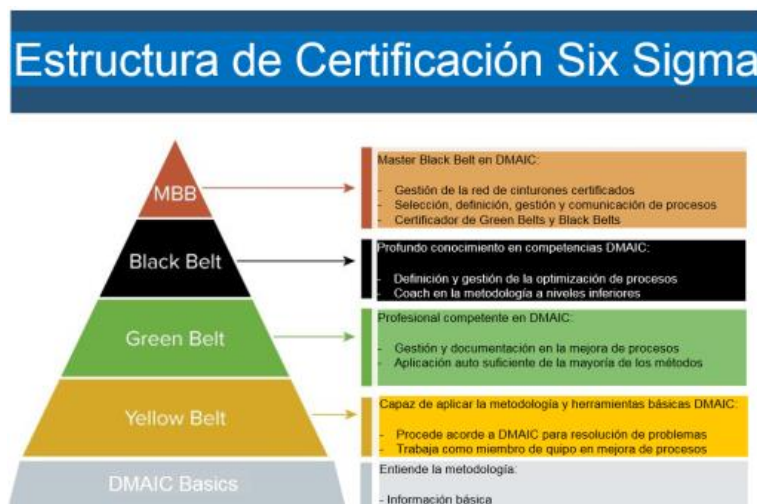 Estructura de Certificación Six Sigma
MBB
Master Black Belt en DMAIC:
- Gestión de la red de cinturones certificados
- Selección, definición, gestión y comunicación de procesos
- Certificador de Green Belts y Black Belts
Black Belt
Profundo conocimiento en competencias DMAIC:
- Definición y gestión de la optimización de procesos
- Coach en la metodología a niveles inferiores
Green Belt
Profesional competente en DMAIC:
- Gestión y documentación en la mejora de procesos
- Aplicación auto suficiente de la mayoría de los métodos
Yellow Belt
Capaz de aplicar la metodología y herramientas básicas DMAIC:
- Procede acorde a DMAIC para resolución de problemas
- Trabaja como miembro de quipo en mejora de procesos
DMAIC Basics
Entiende la metodología:
- Información básica